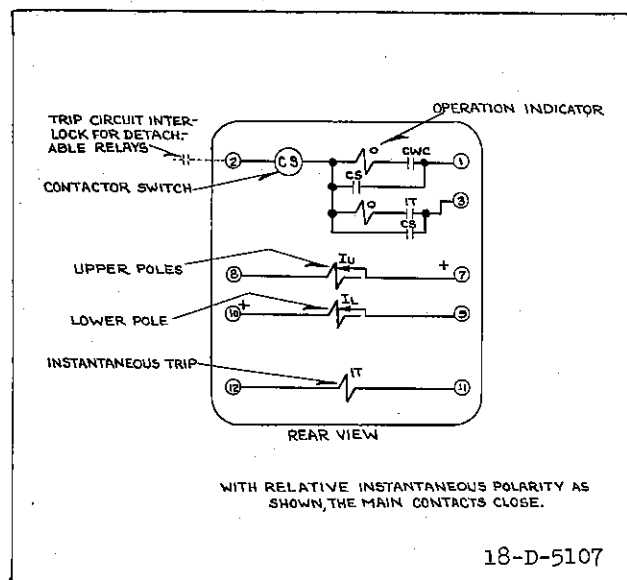 OPERATION INDICATOR
TRIP CIRCUIT INTER-
LOCK FOR DETACH-
ABLE RELAYS
CONTACTOR SWITCH
2
CS
O
CWC
1
CS
3
O
IT
CS
UPPER POLES
8
IU
+
7
LOWER POLE
+
10
IL
9
INSTANTANEOUS TRIP
IT
12
11
REAR VIEW
WITH RELATIVE INSTANTANEOUS POLARITY AS
SHOWN, THE MAIN CONTACTS CLOSE.
18-D-5107